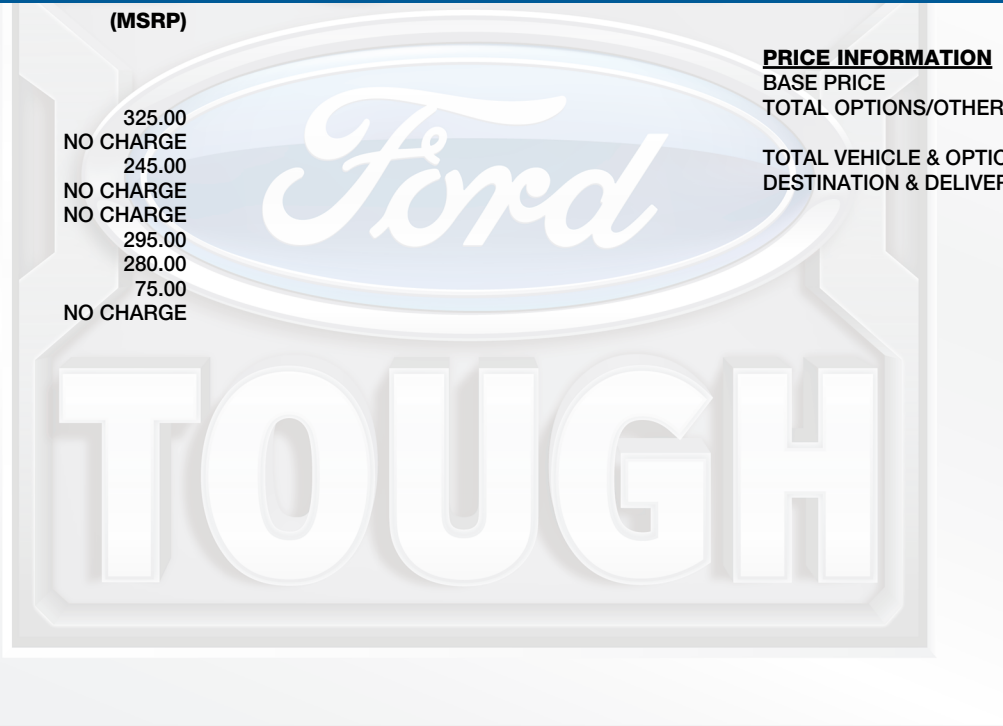 (MSRP)
325.00
NO CHARGE
245.00
NO CHARGE
NO CHARGE
295.00
280.00
75.00
NO CHARGE
PRICE INFORMATION
BASE PRICE
TOTAL OPTIONS/OTHER
TOTAL VEHICLE & OPTIO
DESTINATION & DELIVER
Ford
TOUGH